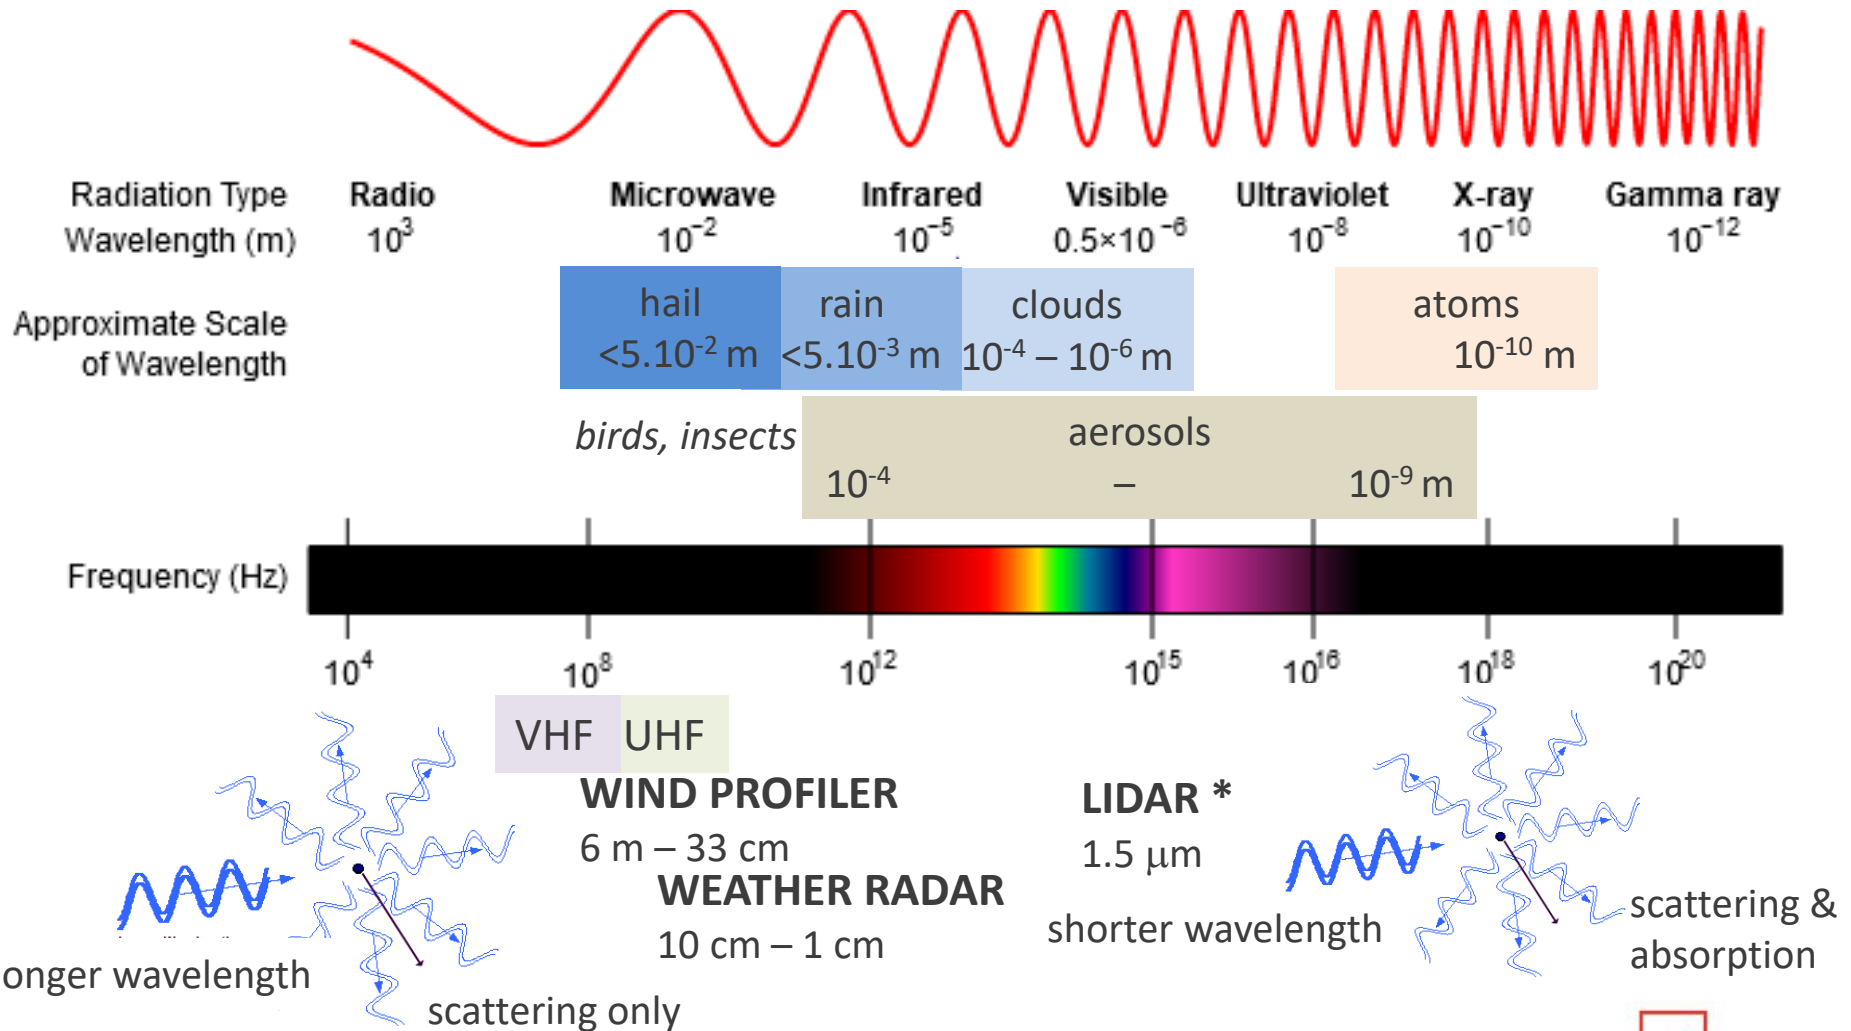 Radiation Type Radio Microwave Infrared Visible Ultraviolet X-ray Gamma ray
Wavelength (m) 10³ 10⁻² 10⁻⁵ 0.5×10⁻⁶ 10⁻⁸ 10⁻¹⁰ 10⁻¹²
hail rain clouds atoms
Approximate Scale
of Wavelength
<5.10⁻² m <5.10⁻³ m 10⁻⁴ – 10⁻⁶ m 10⁻¹⁰ m
birds, insects aerosols
10⁻⁴ – 10⁻⁹ m
Frequency (Hz)
10⁴ 10⁸ 10¹² 10¹⁵ 10¹⁶ 10¹⁸ 10²⁰
VHF UHF
WIND PROFILER
6 m – 33 cm
WEATHER RADAR
10 cm – 1 cm
LIDAR *
1.5 μm
shorter wavelength
scattering &
absorption
onger wavelength
scattering only